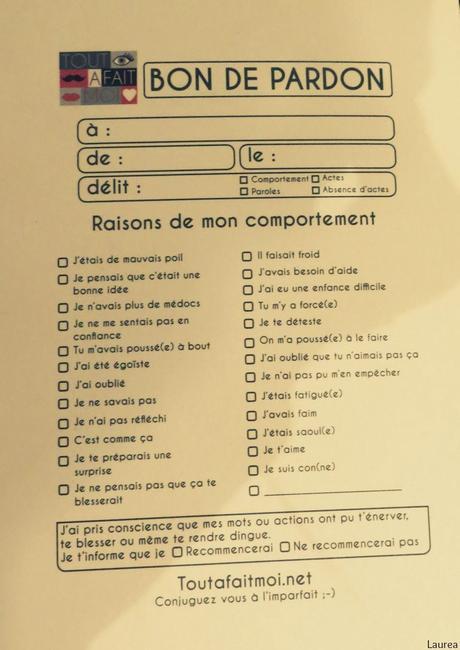 TOUT
A FAIT
MOI
BON DE PARDON
à :
de :
le :
délit :
Comportement
Actes
Paroles
Absence d'actes
Raisons de mon comportement
J'étais de mauvais poil
Je pensais que c'était une
bonne idée
Je n'avais plus de médocs
Je ne me sentais pas en
confiance
Tu m'avais poussé(e) à bout
J'ai été égoïste
J'ai oublié
Je ne savais pas
Je n'ai pas réfléchi
C'est comme ça
Je te préparais une
surprise
Je ne pensais pas que ça te
blesserait
Il faisait froid
J'avais besoin d'aide
J'ai eu une enfance difficile
Tu m'y a forcé(e)
Je te déteste
On m'a poussé(e) à le faire
J'ai oublié que tu n'aimais pas ça
Je n'ai pas pu m'en empêcher
J'étais fatigué(e)
J'avais faim
J'étais saoul(e)
Je t'aime
Je suis con(ne)
J'ai pris conscience que mes mots ou actions ont pu t'énerver,
te blesser ou même te rendre dingue.
Je t'informe que je Recommencerai Ne recommencerai pas
Toutafaitmoi.net
Conjuguez vous à l'imparfait ;-)
Laurea